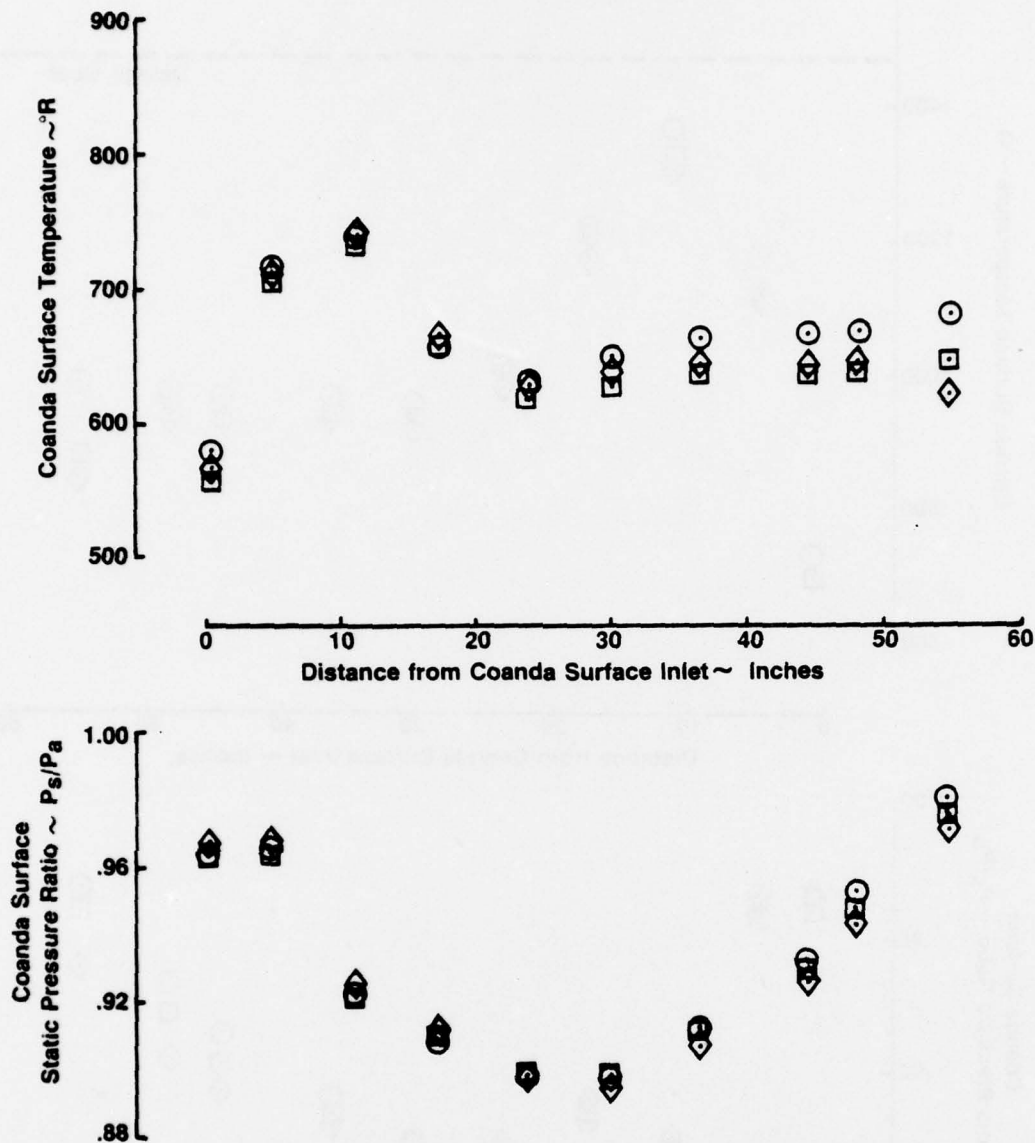 900
800
700
600
500
Coanda Surface Temperature ~°R
0 10 20 30 40 50 60
Distance from Coanda Surface Inlet ~ Inches
1.00
.96
.92
.88
Coanda Surface
Static Pressure Ratio ~ Ps/Pa